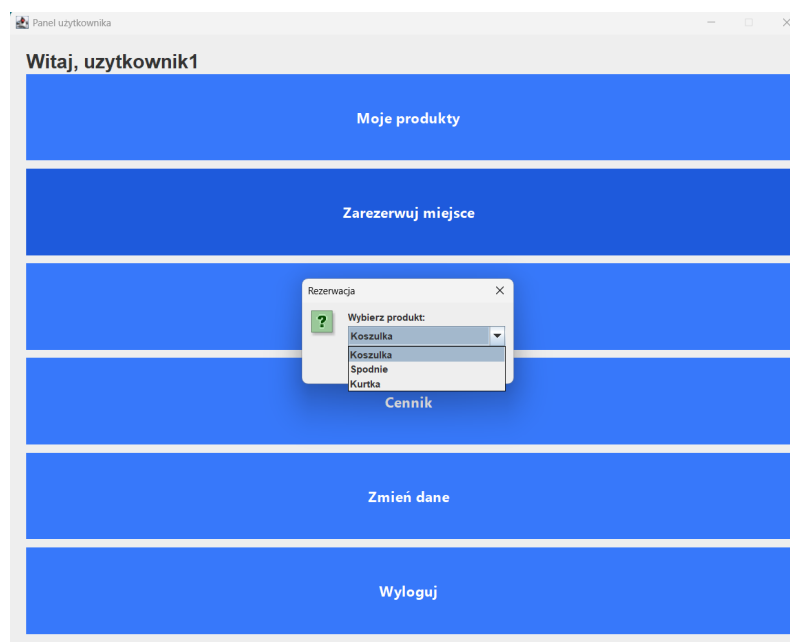 Panel użytkownika
Witaj, uzytkownik1
Moje produkty
Zarezerwuj miejsce
Rezerwacja
?
Wybierz produkt:
Koszulka
Koszulka
Spodnie
Kurtka
Cennik
Zmień dane
Wyloguj